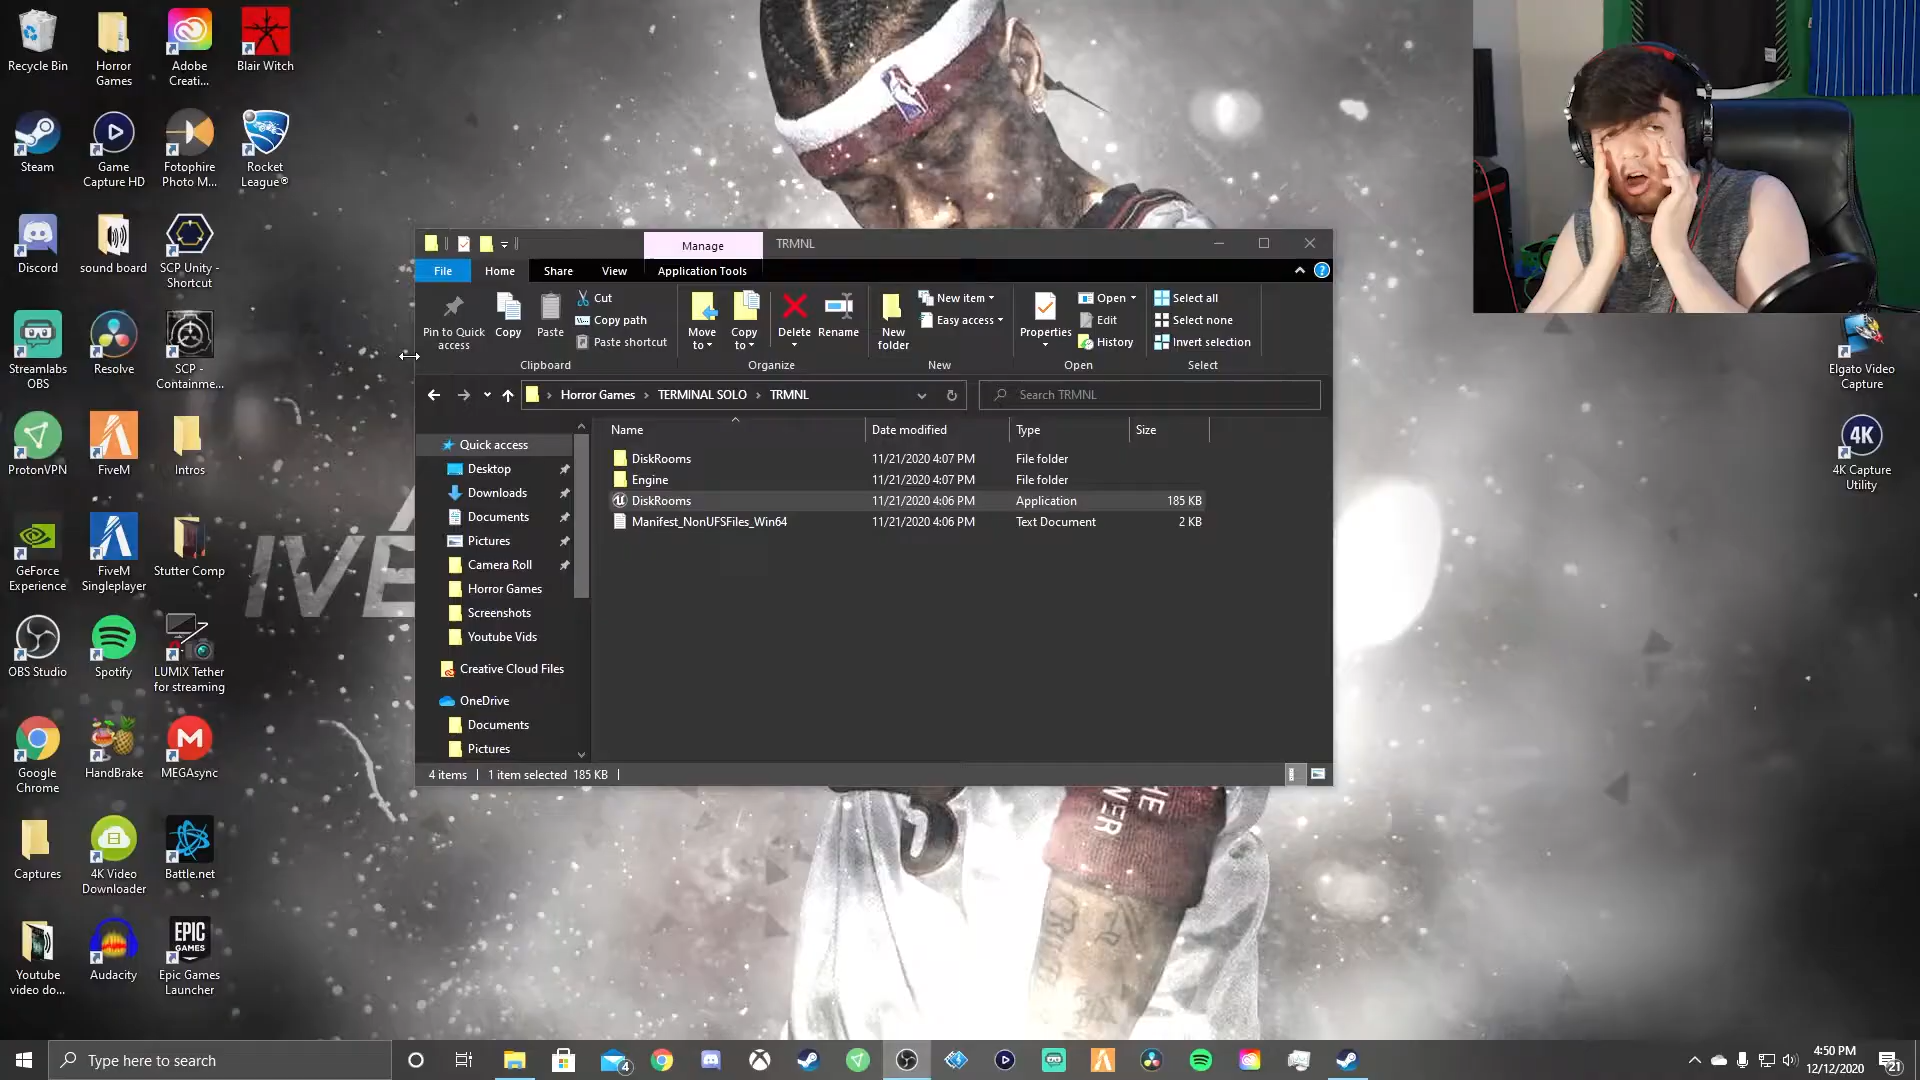 Recycle Bin
Horror
Games
Adobe
Creati...
Blair Witch
Steam
Game
Capture HD
Fotophire
Photo M...
Rocket
League®
Discord
sound board
SCP Unity -
Shortcut
Streamlabs
OBS
Resolve
SCP -
Containme...
ProtonVPN
FiveM
Intros
GeForce
Experience
FiveM
Singleplayer
Stutter Comp
OBS Studio
Spotify
LUMIX Tether
for streaming
Google
Chrome
HandBrake
MEGAsync
Captures
4K Video
Downloader
Battle.net
EPIC
GAMES
Youtube
video do...
Audacity
Epic Games
Launcher
Manage
TRMNL
File
Home
Share
View
Application Tools
Pin to Quick
access
Copy
Paste
Cut
Copy path
Paste shortcut
Clipboard
Move
to
Copy
to
Delete
Rename
Organize
New
folder
New item
Easy access
New
Properties
Open
Edit
History
Open
Select all
Select none
Invert selection
Select
Horror Games > TERMINAL SOLO > TRMNL
Search TRMNL
Name Date modified Type Size
DiskRooms 11/21/2020 4:07 PM File folder
Engine 11/21/2020 4:07 PM File folder
DiskRooms 11/21/2020 4:06 PM Application 185 KB
Manifest_NonUFSFiles_Win64 11/21/2020 4:06 PM Text Document 2 KB
Quick access
Desktop
Downloads
Documents
Pictures
Camera Roll
Horror Games
Screenshots
Youtube Vids
Creative Cloud Files
OneDrive
Documents
Pictures
4 items | 1 item selected 185 KB |
4K
Elgato Video
Capture
4K Capture
Utility
Type here to search
4
4:50 PM
12/12/2020
21